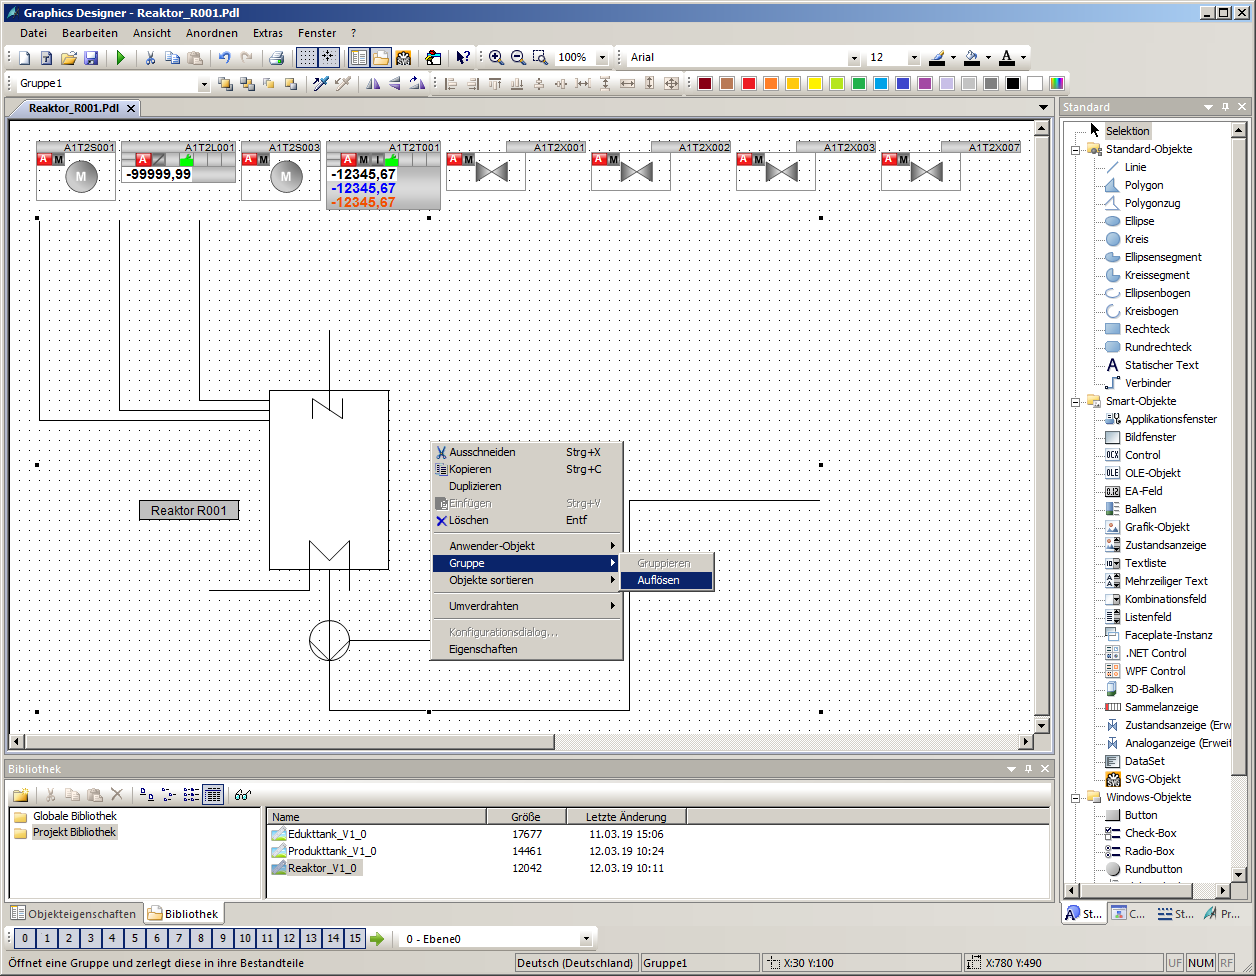 Graphics Designer - Reaktor_R001.Pdl
Datei Bearbeiten Ansicht Anordnen Extras Fenster ?
100% Arial 12
Gruppe1
Reaktor_R001.Pdl
Standard
A1T2S001 A1T2L001 A1T2S003 A1T2T001 A1T2X001 A1T2X002 A1T2X003 A1T2X007
A M A A M A M I A M A M A M A M
M -99999,99 M -12345,67
-12345,67
-12345,67
Reaktor R001
Ausschneiden Strg+X
Kopieren Strg+C
Duplizieren
Einfügen Strg+V
Löschen Entf
Anwender-Objekt
Gruppe
Objekte sortieren
Umverdrahten
Konfigurationsdialog...
Eigenschaften
Gruppieren
Auflösen
Selektion
Standard-Objekte
Linie
Polygon
Polygonzug
Ellipse
Kreis
Ellipsensegment
Kreissegment
Ellipsenbogen
Kreisbogen
Rechteck
Rundrechteck
Statischer Text
Verbinder
Smart-Objekte
Applikationsfenster
Bildfenster
Control
OLE-Objekt
EA-Feld
Balken
Grafik-Objekt
Zustandsanzeige
Textliste
Mehrzeiliger Text
Kombinationsfeld
Listenfeld
Faceplate-Instanz
.NET Control
WPF Control
3D-Balken
Sammelanzeige
Zustandsanzeige (Erw
Analoganzeige (Erweit
DataSet
SVG-Objekt
Windows-Objekte
Button
Check-Box
Radio-Box
Rundbutton
St... C... St... Pr...
Bibliothek
Globale Bibliothek
Projekt Bibliothek
Name Größe Letzte Änderung
Edukttank_V1_0 17677 11.03.19 15:06
Produkttank_V1_0 14461 12.03.19 10:24
Reaktor_V1_0 12042 12.03.19 10:11
Objekteigenschaften Bibliothek
0 1 2 3 4 5 6 7 8 9 10 11 12 13 14 15 0 - Ebene0
Öffnet eine Gruppe und zerlegt diese in ihre Bestandteile Deutsch (Deutschland) Gruppe1 X:30 Y:100 X:780 Y:490 UF NUM RF